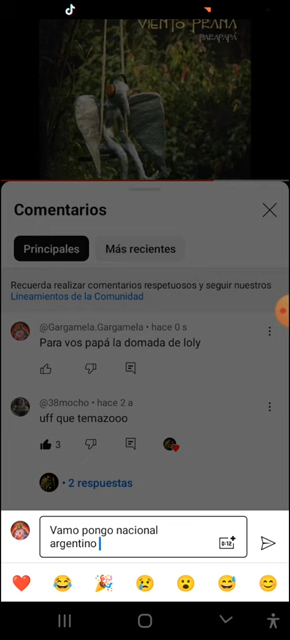 VIENTO PRANA
PARAPAPÁ
Comentarios
Principales
Más recientes
Recuerda realizar comentarios respetuosos y seguir nuestros
Lineamientos de la Comunidad
@Gargamela.Gargamela • hace 0 s
Para vos papá la domada de loly
@38mocho • hace 2 a
uff que temazooo
3
• 2 respuestas
Vamo pongo nacional
argentino
0:12